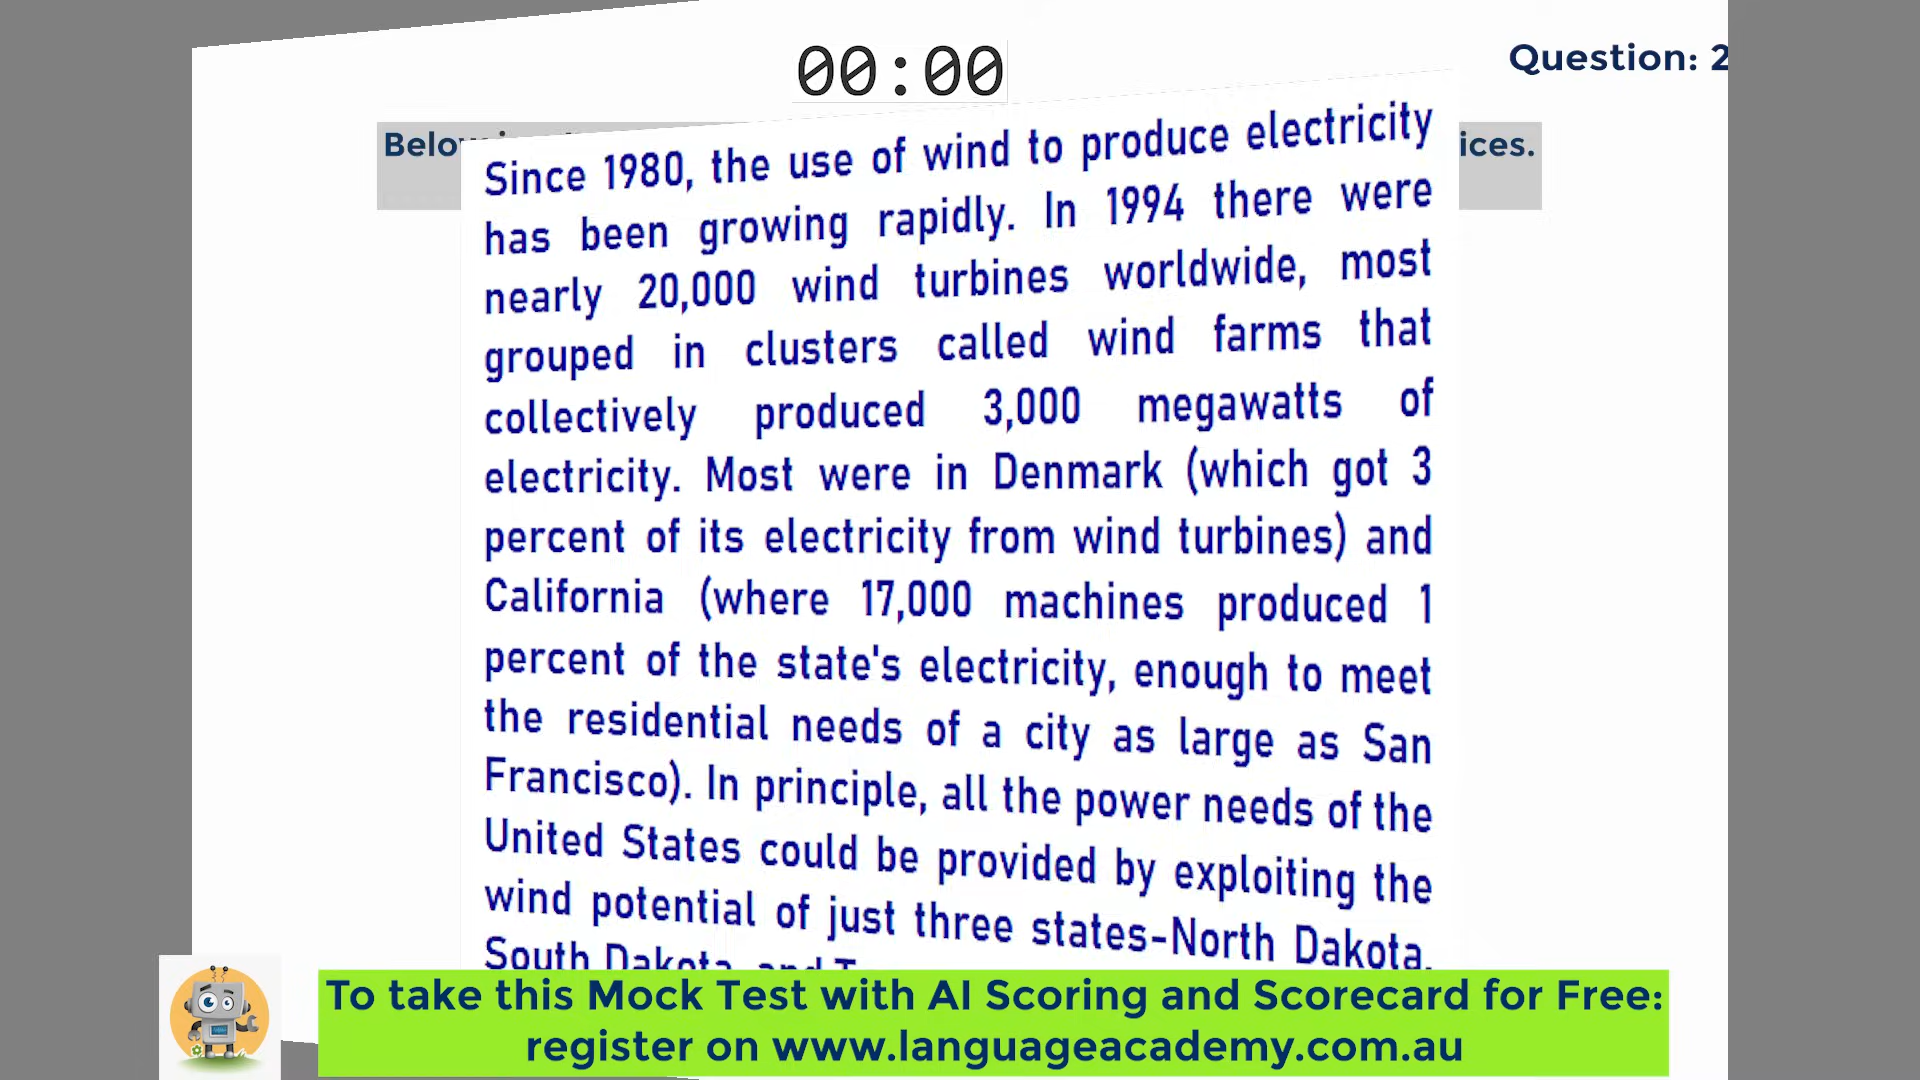 00:00
Question: 2
Below
ices.
Since 1980, the use of wind to produce electricity
has been growing rapidly. In 1994 there were
nearly 20,000 wind turbines worldwide, most
grouped in clusters called wind farms that
collectively produced 3,000 megawatts of
electricity. Most were in Denmark (which got 3
percent of its electricity from wind turbines) and
California (where 17,000 machines produced 1
percent of the state's electricity, enough to meet
the residential needs of a city as large as San
Francisco). In principle, all the power needs of the
United States could be provided by exploiting the
wind potential of just three states-North Dakota,
South Dakota, and
To take this Mock Test with AI Scoring and Scorecard for Free:
register on www.languageacademy.com.au